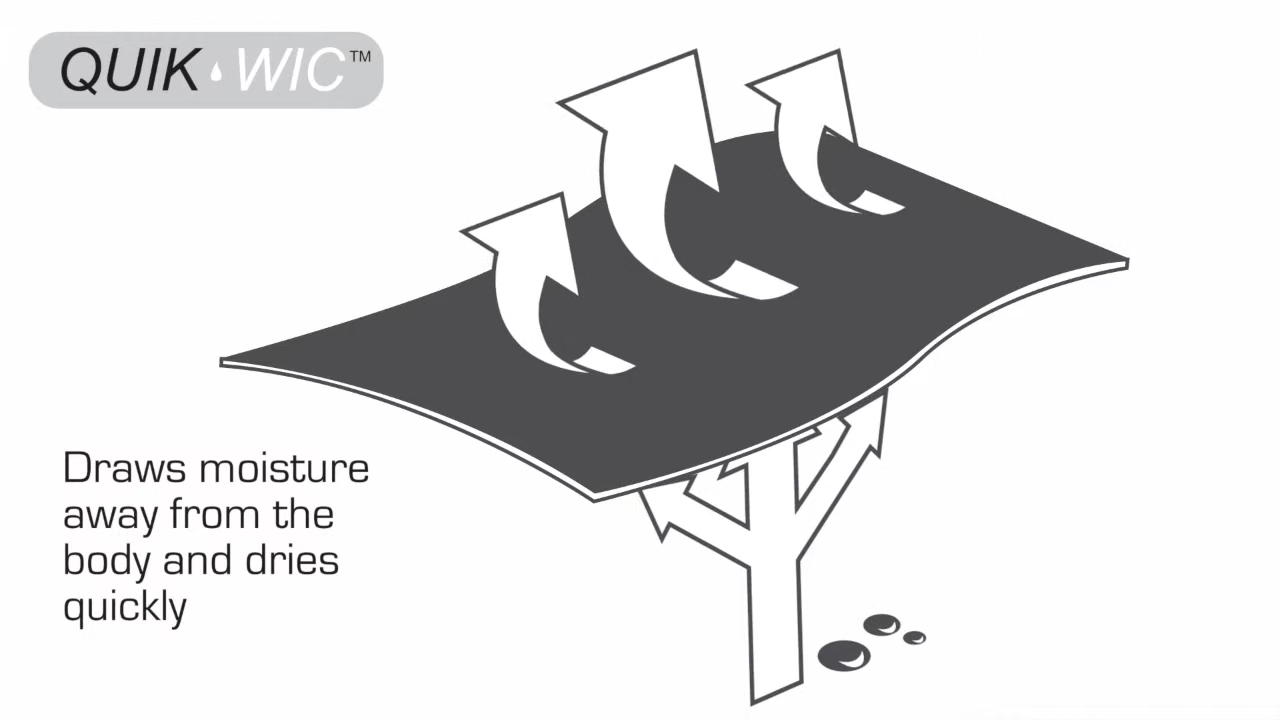 QUIK WIC™
Draws moisture
away from the
body and dries
quickly